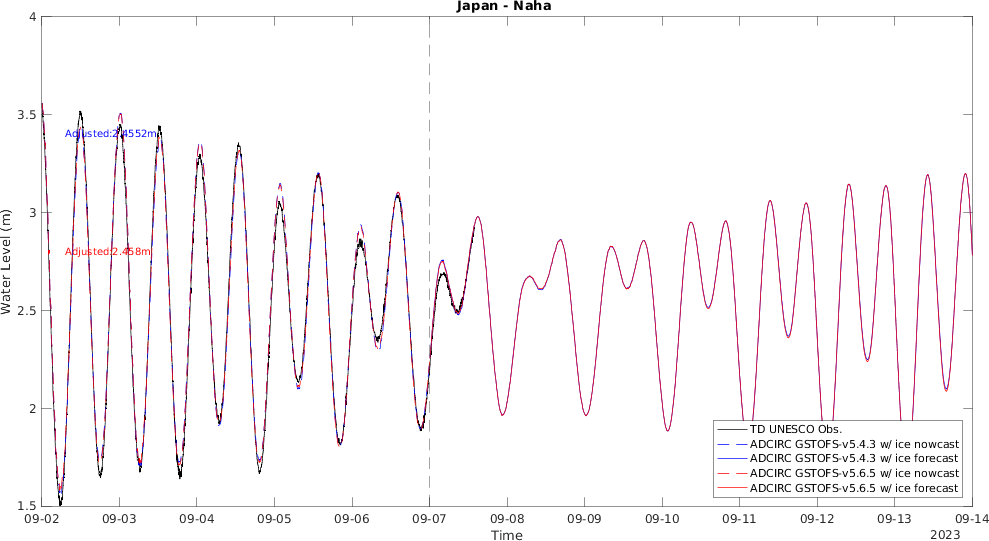 Japan - Naha
Water Level (m)
4
3.5
3
2.5
2
1.5
Adjusted:2.4552m
Adjusted:2.458m
TD UNESCO Obs.
ADCIRC GSTOFS-v5.4.3 w/ ice nowcast
ADCIRC GSTOFS-v5.4.3 w/ ice forecast
ADCIRC GSTOFS-v5.6.5 w/ ice nowcast
ADCIRC GSTOFS-v5.6.5 w/ ice forecast
09-02 09-03 09-04 09-05 09-06 09-07 09-08 09-09 09-10 09-11 09-12 09-13 09-14
Time
2023